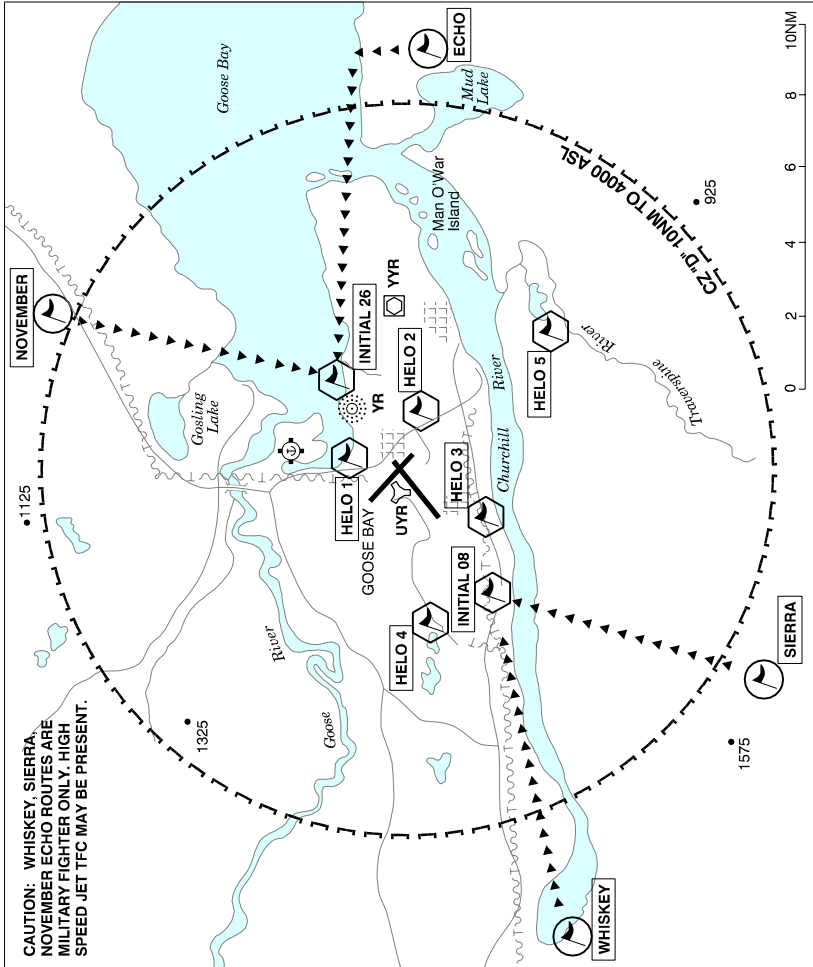 Goose Bay
ECHO
Mud
Lake
10NM
8
6
4
2
0
CZ "D" 10NM TO 4000 ASL
925
Man O'War
Island
NOVEMBER
INITIAL 26
YYR
HELO 2
YR
Gosling
Lake
HELO 1
GOOSE BAY
UYR
HELO 3
River
Churchill
HELO 5
River
Traverspine
1125
INITIAL 08
HELO 4
River
Goose
SIERRA
1325
1575
WHISKEY
CAUTION: WHISKEY, SIERRA,
NOVEMBER ECHO ROUTES ARE
MILITARY FIGHTER ONLY. HIGH
SPEED JET TFC MAY BE PRESENT.